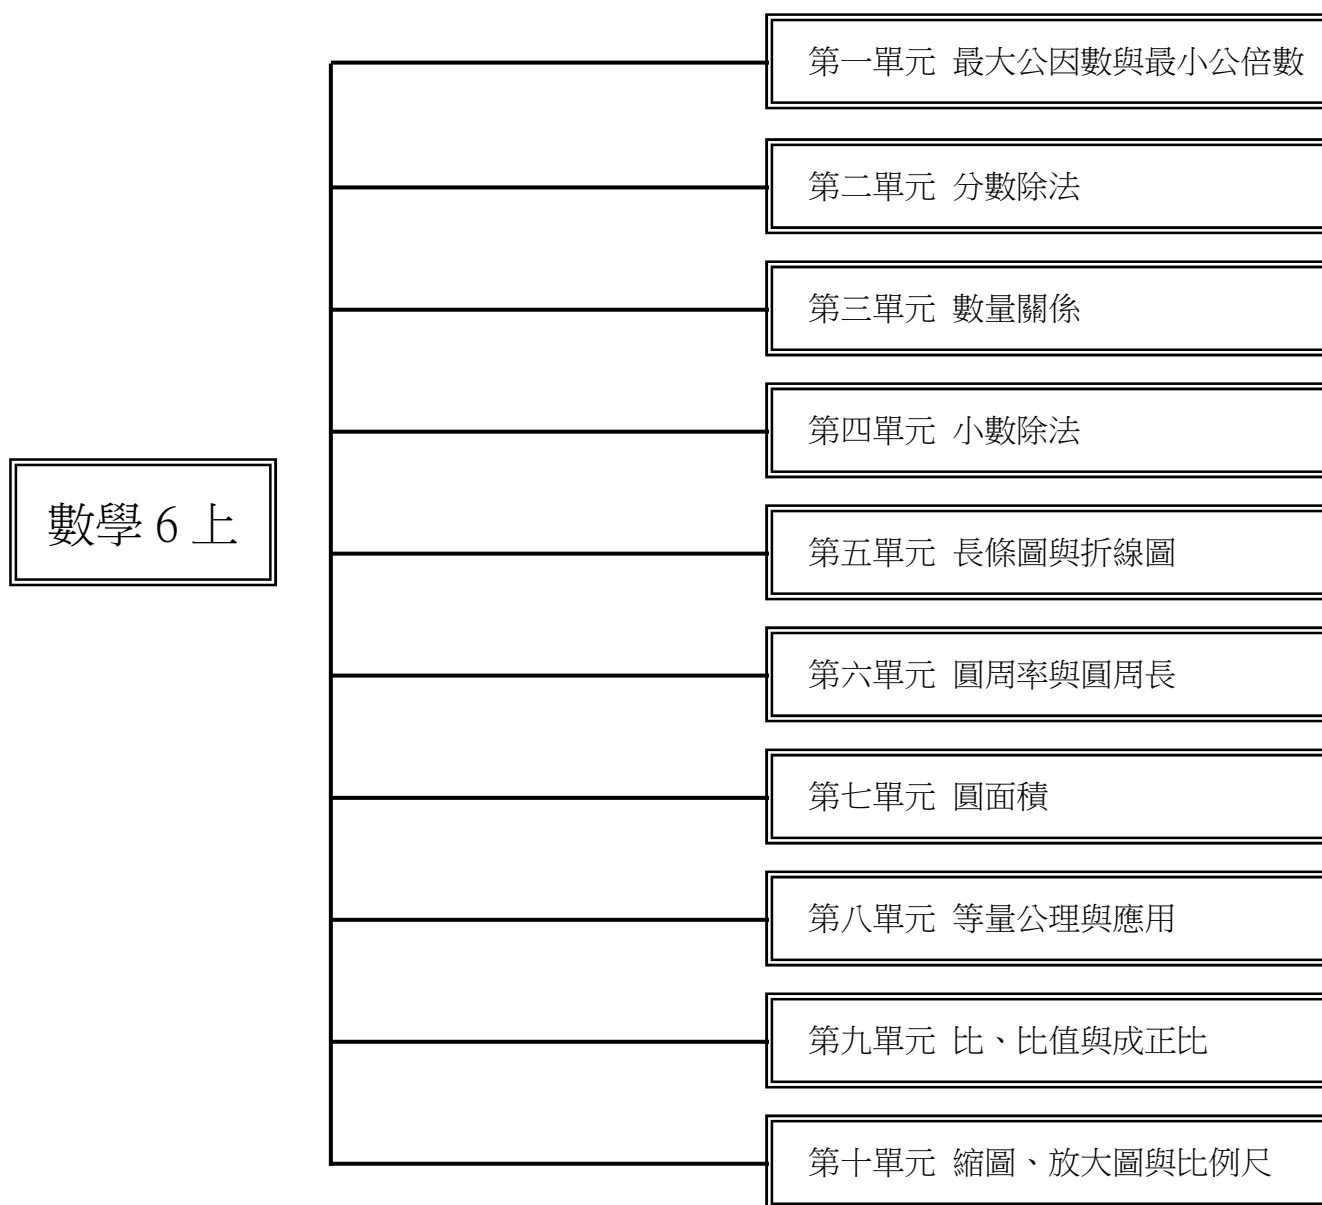 第一單元 最大公因數與最小公倍數
第二單元 分數除法
第三單元 數量關係
第四單元 小數除法
數學 6 上
第五單元 長條圖與折線圖
第六單元 圓周率與圓周長
第七單元 圓面積
第八單元 等量公理與應用
第九單元 比、比值與成正比
第十單元 縮圖、放大圖與比例尺